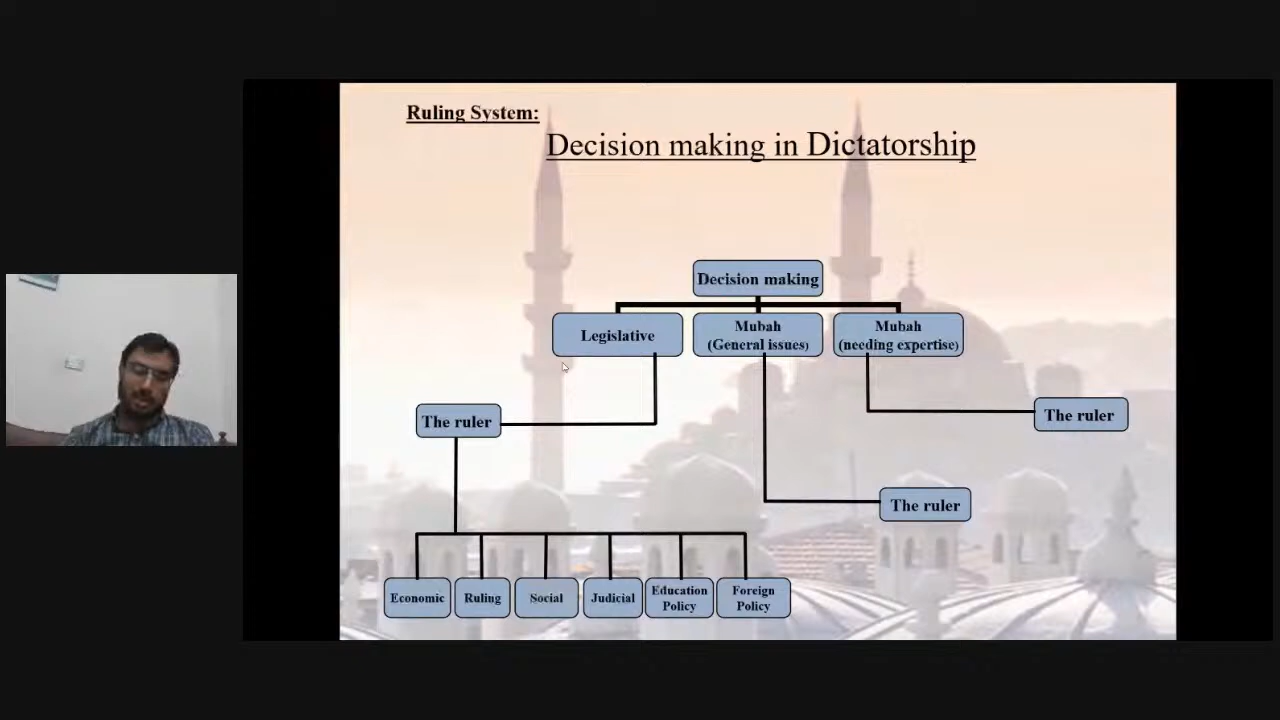 Ruling System:
Decision making in Dictatorship
Decision making
Legislative
Mubah
(General issues)
Mubah
(needing expertise)
The ruler
The ruler
The ruler
Economic
Ruling
Social
Judicial
Education
Policy
Foreign
Policy